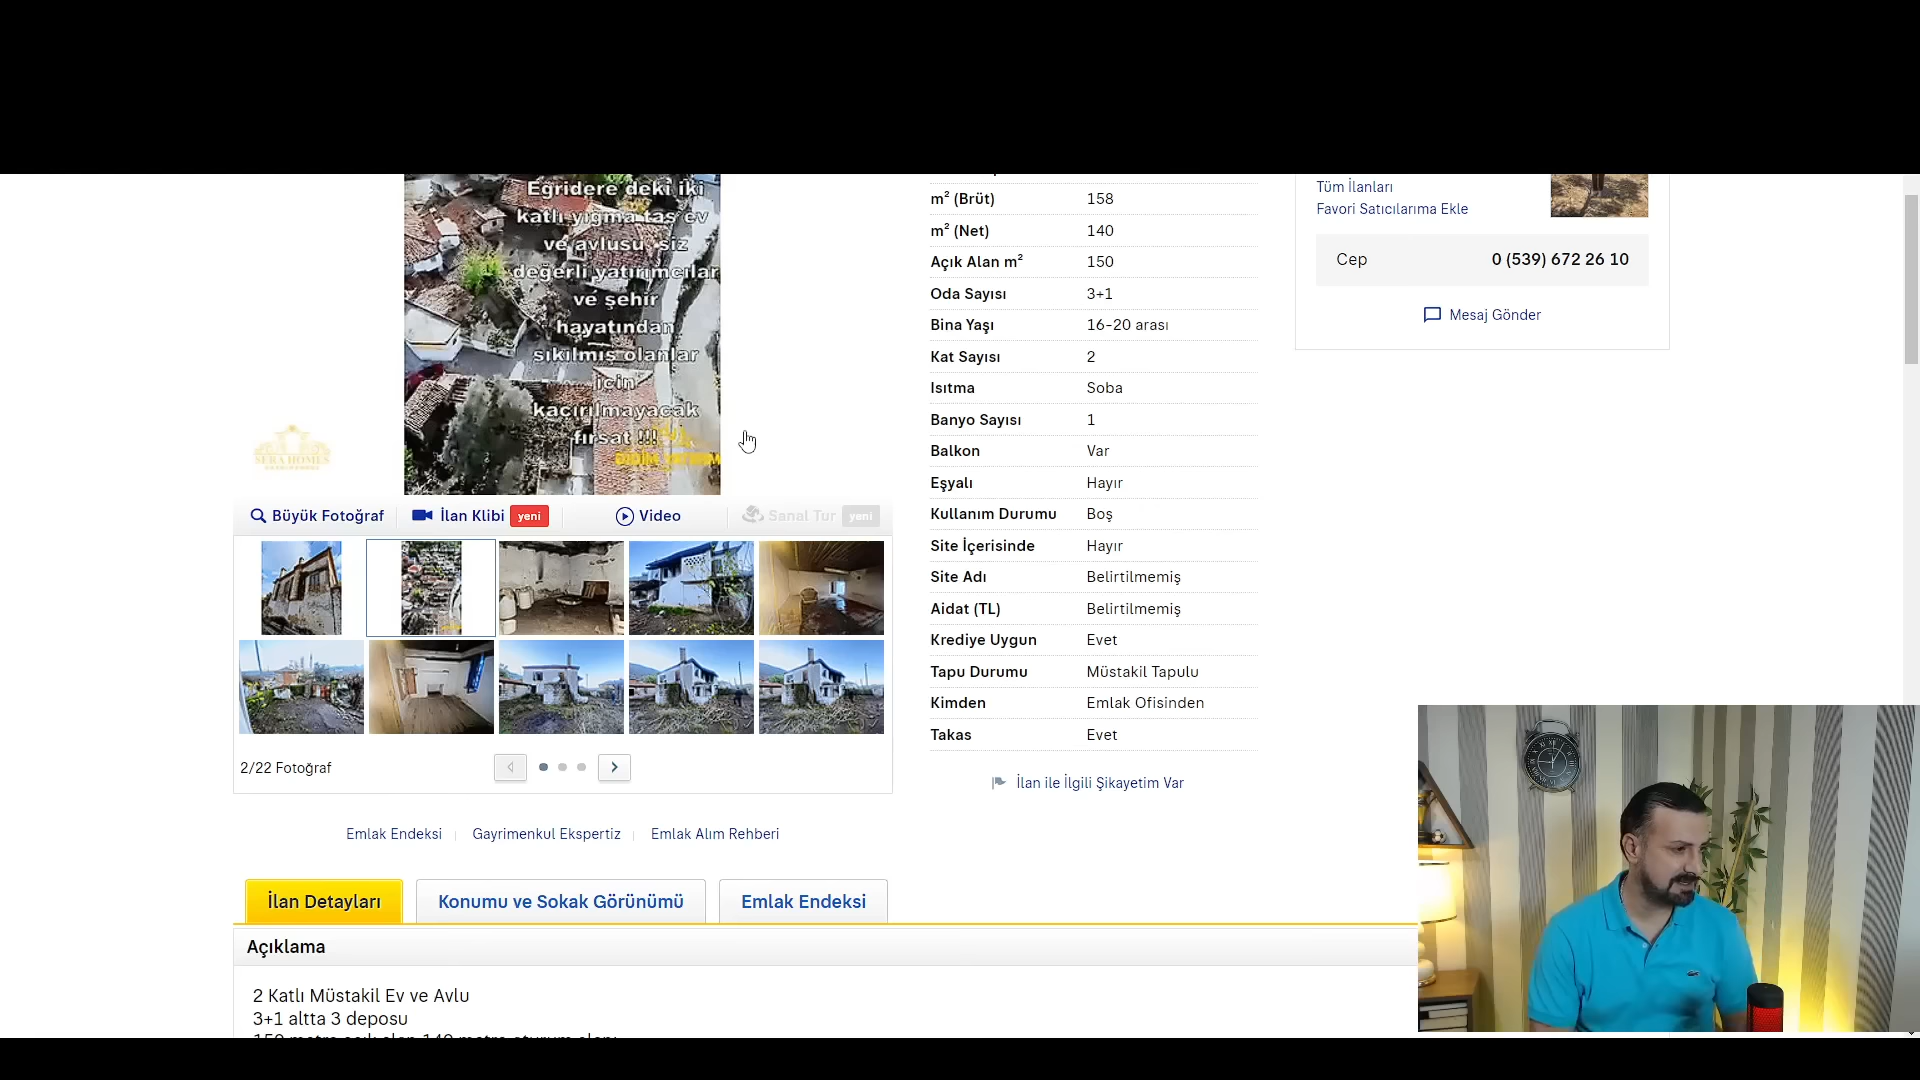 Eğridere deki iki
katlı yığma taş ev
ve avlusu siz
değerli yatırımcılar
ve şehir
hayatından
sıkılmış olanlar
için
kaçırılmayacak
fırsat !!!
SERA HOMES
Büyük Fotoğraf
İlan Klibi yeni
Video
Sanal Tur yeni
2/22 Fotoğraf
Emlak Endeksi
Gayrimenkul Ekspertiz
Emlak Alım Rehberi
m² (Brüt) 158
m² (Net) 140
Açık Alan m² 150
Oda Sayısı 3+1
Bina Yaşı 16-20 arası
Kat Sayısı 2
Isıtma Soba
Banyo Sayısı 1
Balkon Var
Eşyalı Hayır
Kullanım Durumu Boş
Site İçerisinde Hayır
Site Adı Belirtilmemiş
Aidat (TL) Belirtilmemiş
Krediye Uygun Evet
Tapu Durumu Müstakil Tapulu
Kimden Emlak Ofisinden
Takas Evet
İlan ile İlgili Şikayetim Var
Tüm İlanları
Favori Satıcılarıma Ekle
Cep 0 (539) 672 26 10
Mesaj Gönder
İlan Detayları
Konumu ve Sokak Görünümü
Emlak Endeksi
Açıklama
2 Katlı Müstakil Ev ve Avlu
3+1 altta 3 deposu